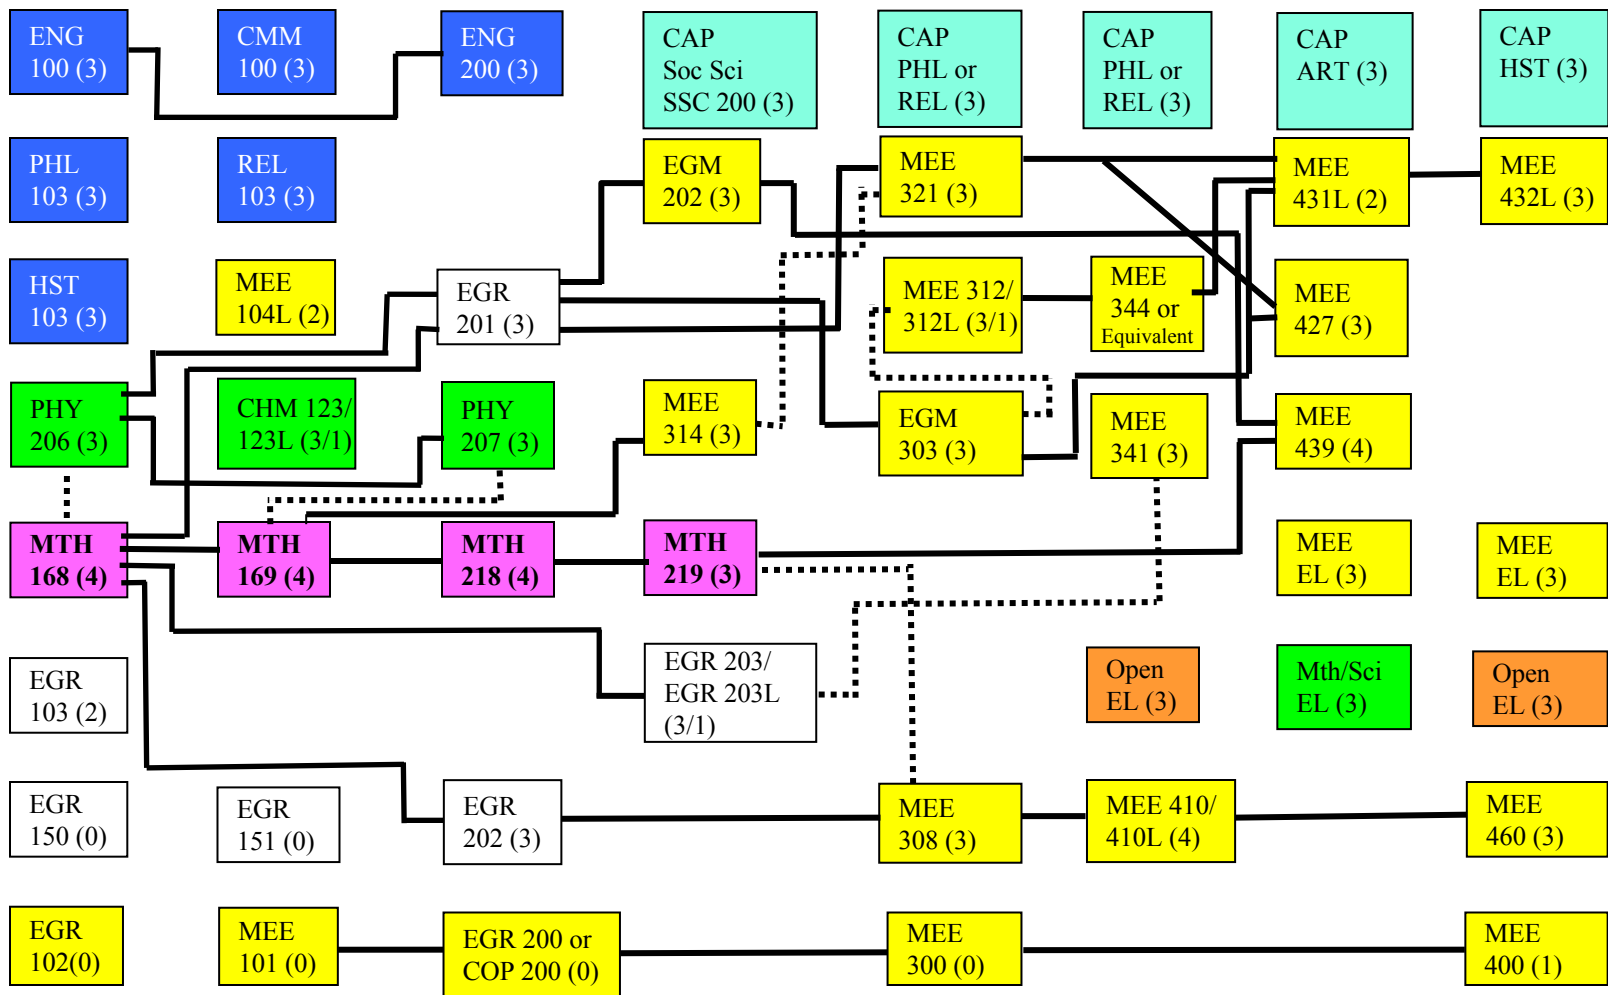 ENG
100 (3)
CMM
100 (3)
ENG
200 (3)
CAP
Soc Sci
SSC 200 (3)
CAP
PHL or
REL (3)
CAP
PHL or
REL (3)
CAP
ART (3)
CAP
HST (3)
PHL
103 (3)
REL
103 (3)
EGM
202 (3)
MEE
321 (3)
MEE
431L (2)
MEE
432L (3)
HST
103 (3)
MEE
104L (2)
EGR
201 (3)
MEE 312/
312L (3/1)
MEE
344 or
Equivalent
MEE
427 (3)
PHY
206 (3)
CHM 123/
123L (3/1)
PHY
207 (3)
MEE
314 (3)
EGM
303 (3)
MEE
341 (3)
MEE
439 (4)
MTH
168 (4)
MTH
169 (4)
MTH
218 (4)
MTH
219 (3)
MEE
EL (3)
MEE
EL (3)
EGR
103 (2)
EGR 203/
EGR 203L
(3/1)
Open
EL (3)
Mth/Sci
EL (3)
Open
EL (3)
EGR
150 (0)
EGR
151 (0)
EGR
202 (3)
MEE
308 (3)
MEE 410/
410L (4)
MEE
460 (3)
EGR
102(0)
MEE
101 (0)
EGR 200 or
COP 200 (0)
MEE
300 (0)
MEE
400 (1)